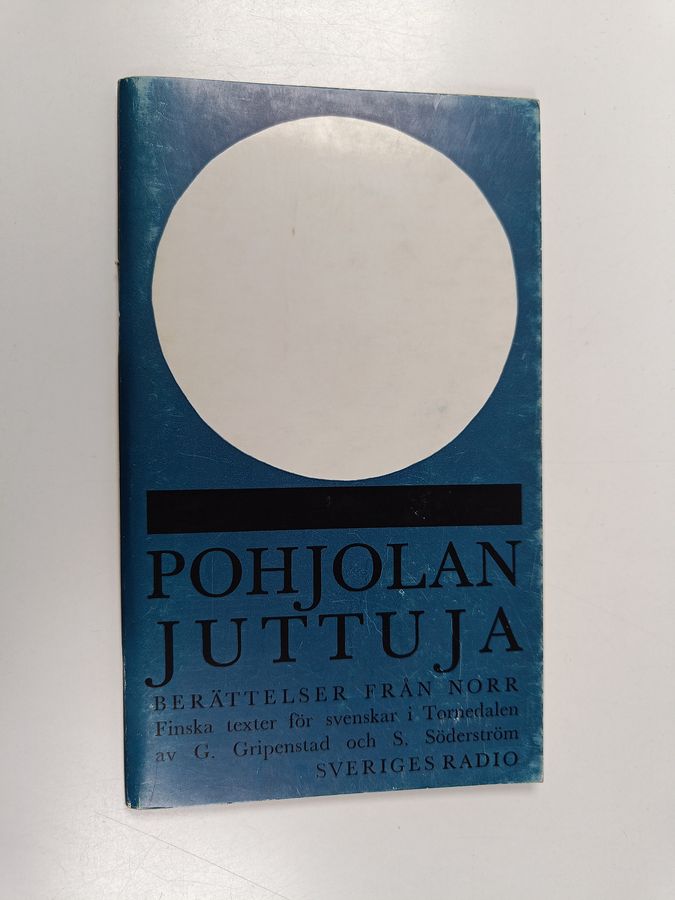 POHJOLAN
JUTTUJA
BERÄTTELSER FRÅN NORR
Finska texter för svenskar i Tornedalen
av G. Gripenstad och S. Söderström
SVERIGES RADIO